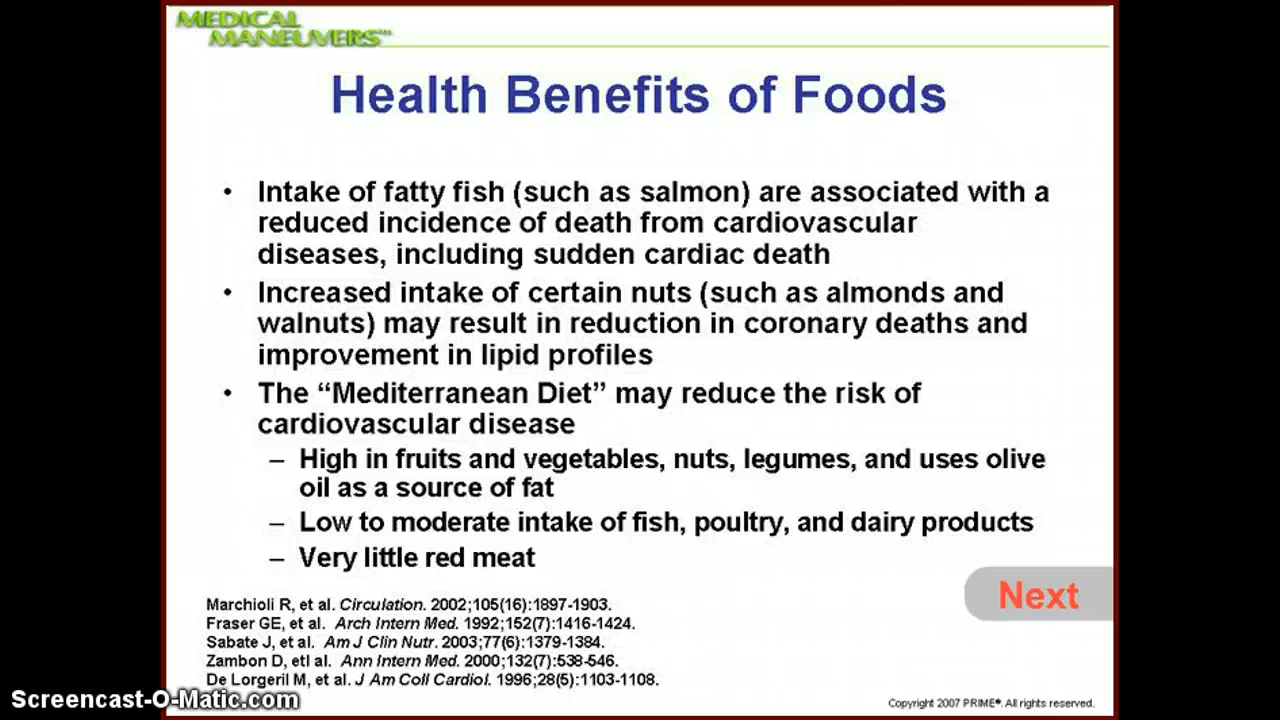 MEDICAL
MANEUVERS™
Health Benefits of Foods
• Intake of fatty fish (such as salmon) are associated with a
reduced incidence of death from cardiovascular
diseases, including sudden cardiac death
• Increased intake of certain nuts (such as almonds and
walnuts) may result in reduction in coronary deaths and
improvement in lipid profiles
• The “Mediterranean Diet” may reduce the risk of
cardiovascular disease
– High in fruits and vegetables, nuts, legumes, and uses olive
oil as a source of fat
– Low to moderate intake of fish, poultry, and dairy products
– Very little red meat
Next
Marchioli R, et al. Circulation. 2002;105(16):1897-1903.
Fraser GE, et al. Arch Intern Med. 1992;152(7):1416-1424.
Sabate J, et al. Am J Clin Nutr. 2003;77(6):1379-1384.
Zambon D, etl al. Ann Intern Med. 2000;132(7):538-546.
De Lorgeril M, et al. J Am Coll Cardiol. 1996;28(5):1103-1108.
Screencast-O-Matic.com
Copyright 2007 PRIME®. All rights reserved.